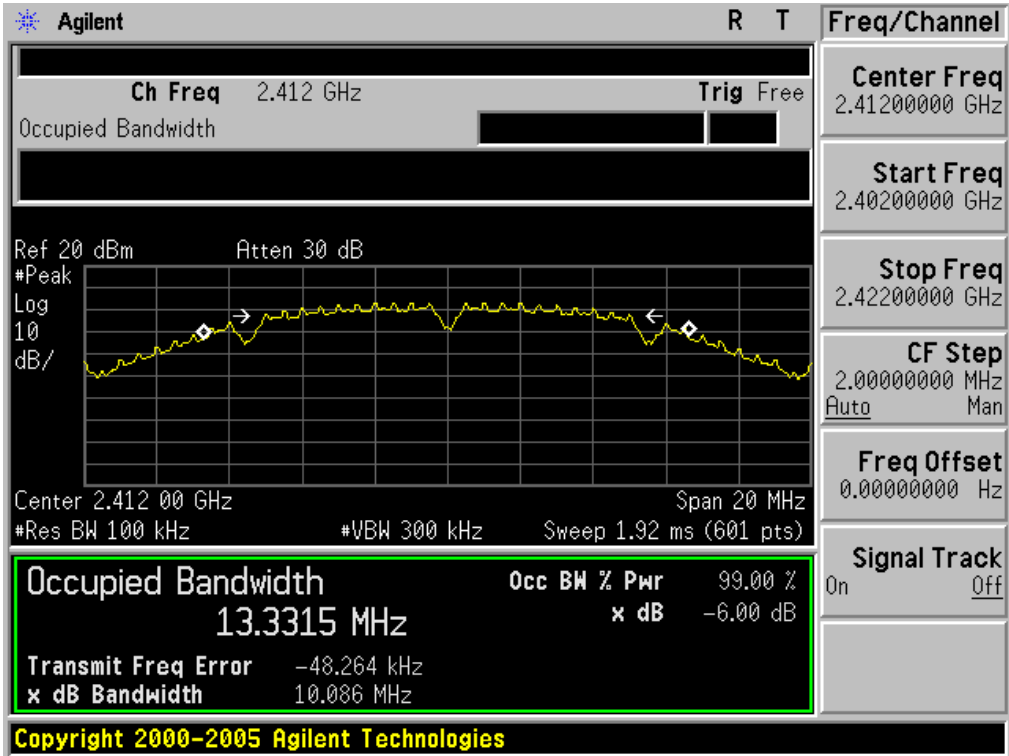 Agilent R T
Ch Freq 2.412 GHz Trig Free
Occupied Bandwidth
Ref 20 dBm Atten 30 dB
#Peak
Log
10
dB/
Center 2.412 00 GHz Span 20 MHz
#Res BW 100 kHz #VBW 300 kHz Sweep 1.92 ms (601 pts)
Occupied Bandwidth
13.3315 MHz
Occ BW % Pwr 99.00 %
x dB -6.00 dB
Transmit Freq Error -48.264 kHz
x dB Bandwidth 10.086 MHz
Copyright 2000-2005 Agilent Technologies
Freq/Channel
Center Freq
2.41200000 GHz
Start Freq
2.40200000 GHz
Stop Freq
2.42200000 GHz
CF Step
2.00000000 MHz
Auto Man
Freq Offset
0.00000000 Hz
Signal Track
On Off